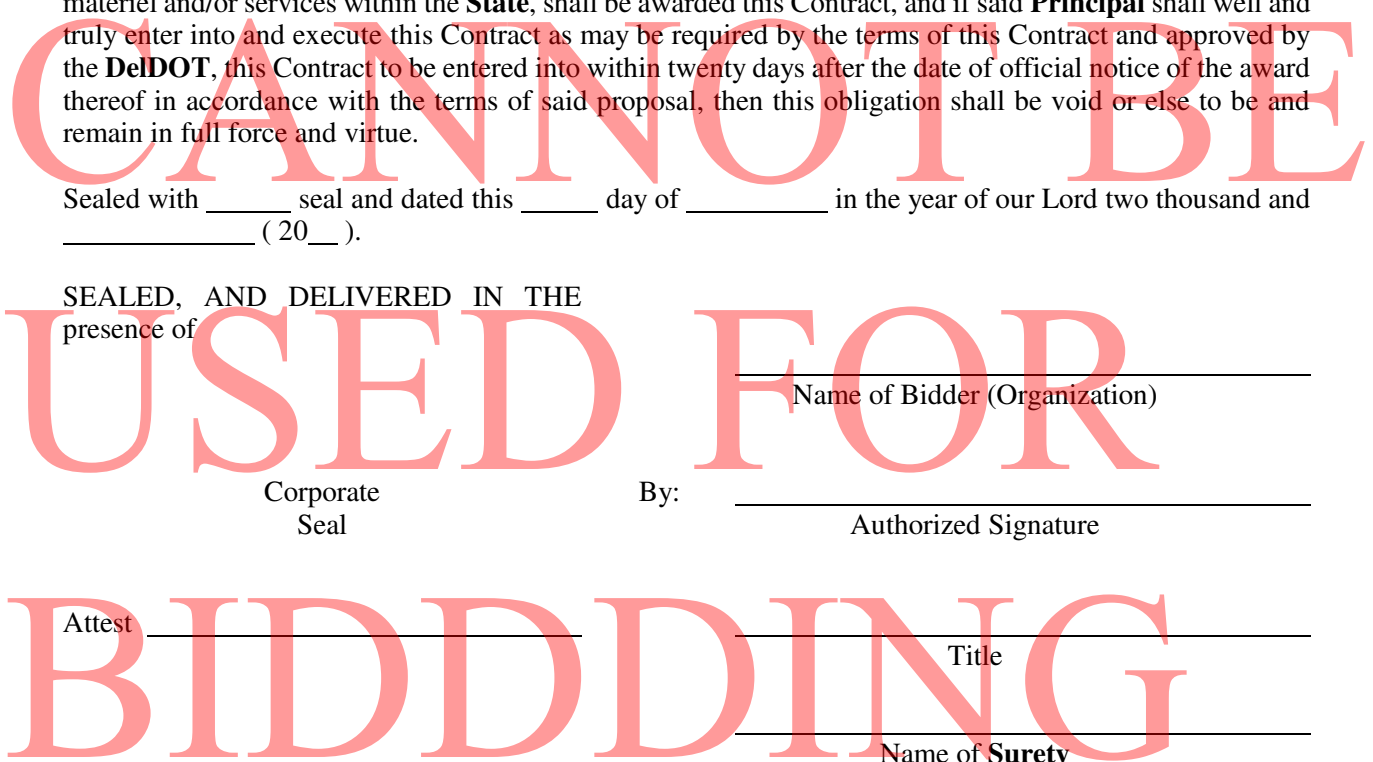 materiel and/or services within the State, shall be awarded this Contract, and if said Principal shall well and
truly enter into and execute this Contract as may be required by the terms of this Contract and approved by
the DelDOT, this Contract to be entered into within twenty days after the date of official notice of the award
thereof in accordance with the terms of said proposal, then this obligation shall be void or else to be and
remain in full force and virtue.
CANNOT BE
Sealed with ______ seal and dated this _____ day of __________ in the year of our Lord two thousand and
______________ ( 20__ ).
SEALED, AND DELIVERED IN THE
presence of
USED FOR
Name of Bidder (Organization)
Corporate By:
Seal Authorized Signature
BIDDDING
Attest
Title
Name of Surety